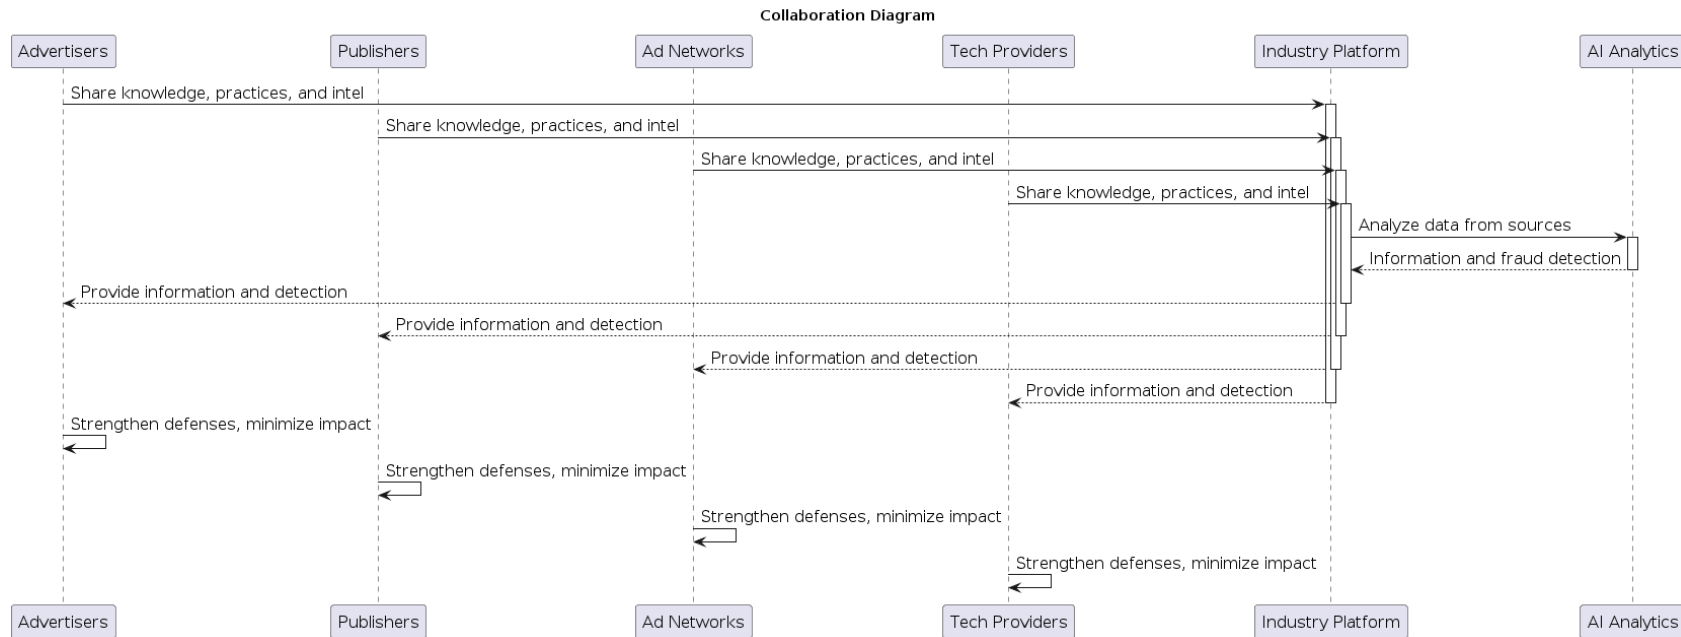 Collaboration Diagram
Advertisers
Publishers
Ad Networks
Tech Providers
Industry Platform
AI Analytics
Share knowledge, practices, and intel
Share knowledge, practices, and intel
Share knowledge, practices, and intel
Share knowledge, practices, and intel
Analyze data from sources
Information and fraud detection
Provide information and detection
Provide information and detection
Provide information and detection
Provide information and detection
Strengthen defenses, minimize impact
Strengthen defenses, minimize impact
Strengthen defenses, minimize impact
Strengthen defenses, minimize impact
Advertisers
Publishers
Ad Networks
Tech Providers
Industry Platform
AI Analytics